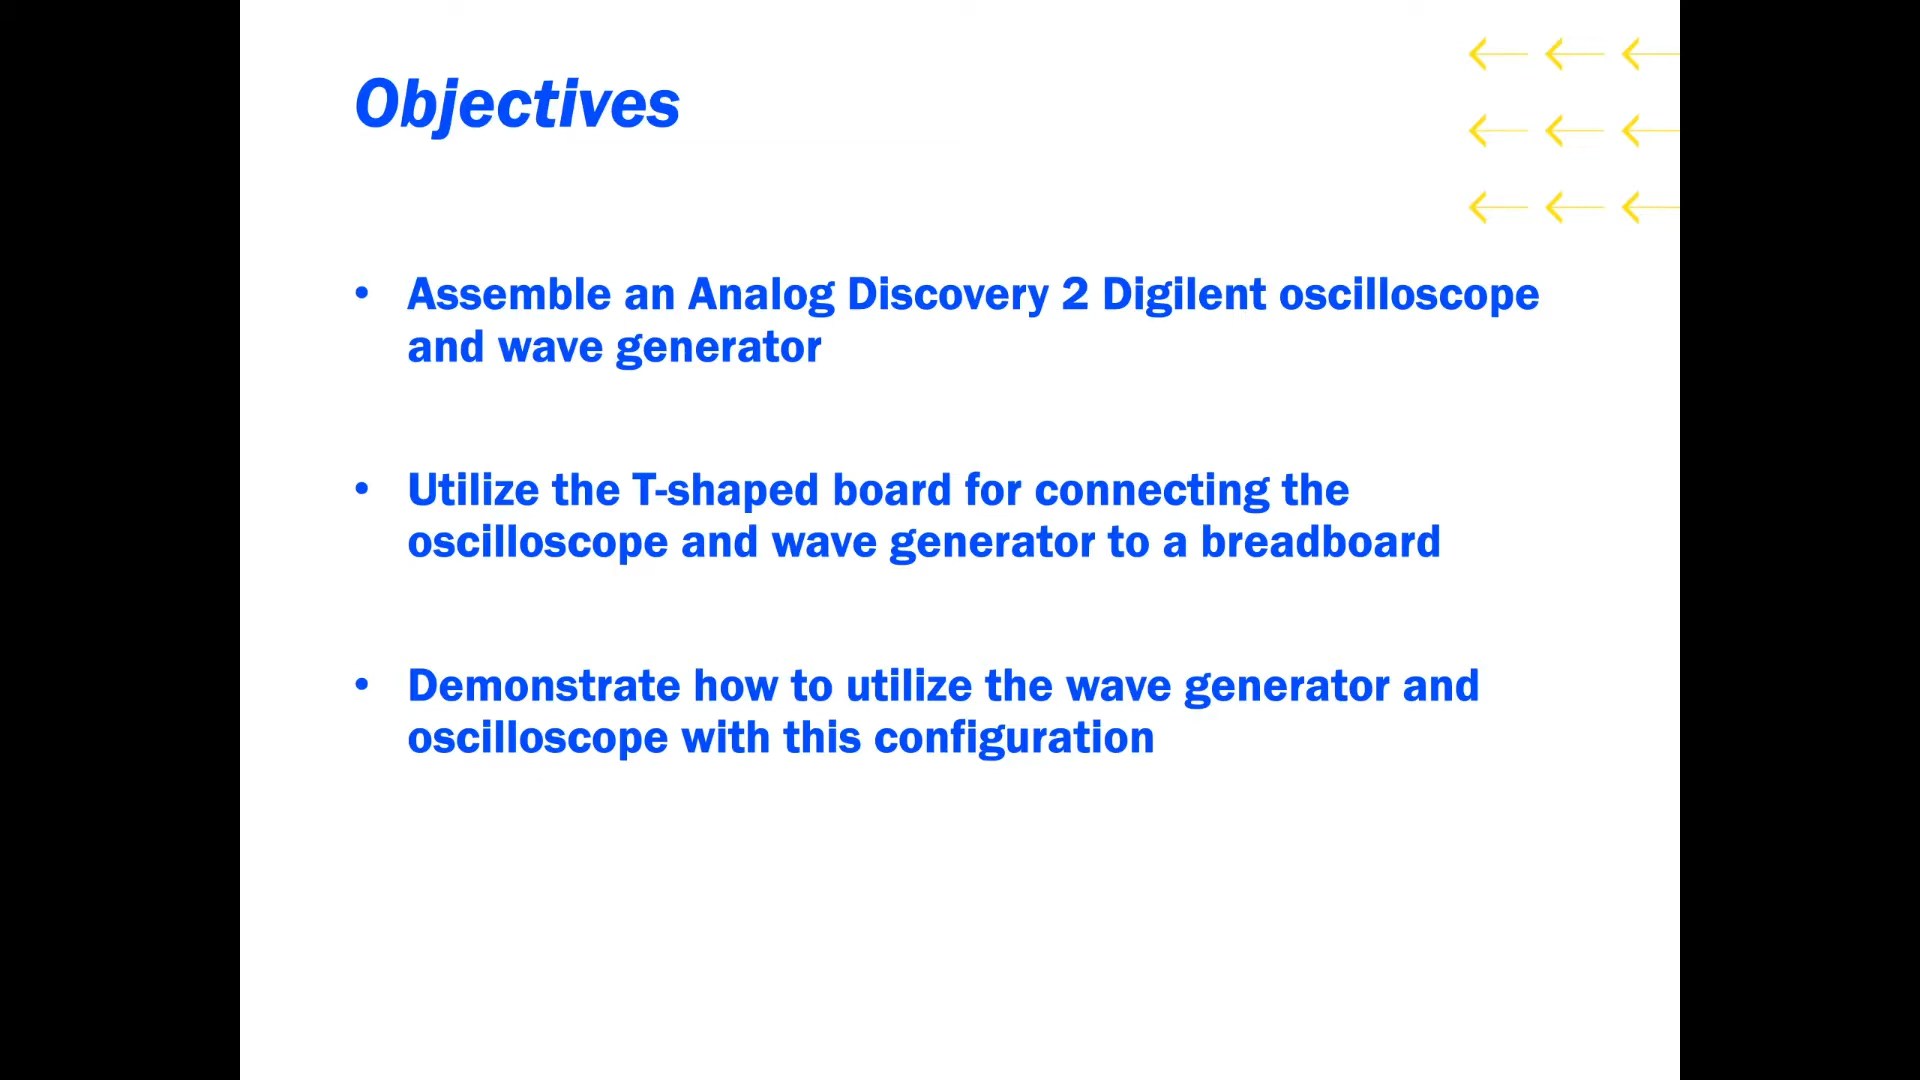 Objectives
• Assemble an Analog Discovery 2 Digilent oscilloscope
and wave generator
• Utilize the T-shaped board for connecting the
oscilloscope and wave generator to a breadboard
• Demonstrate how to utilize the wave generator and
oscilloscope with this configuration